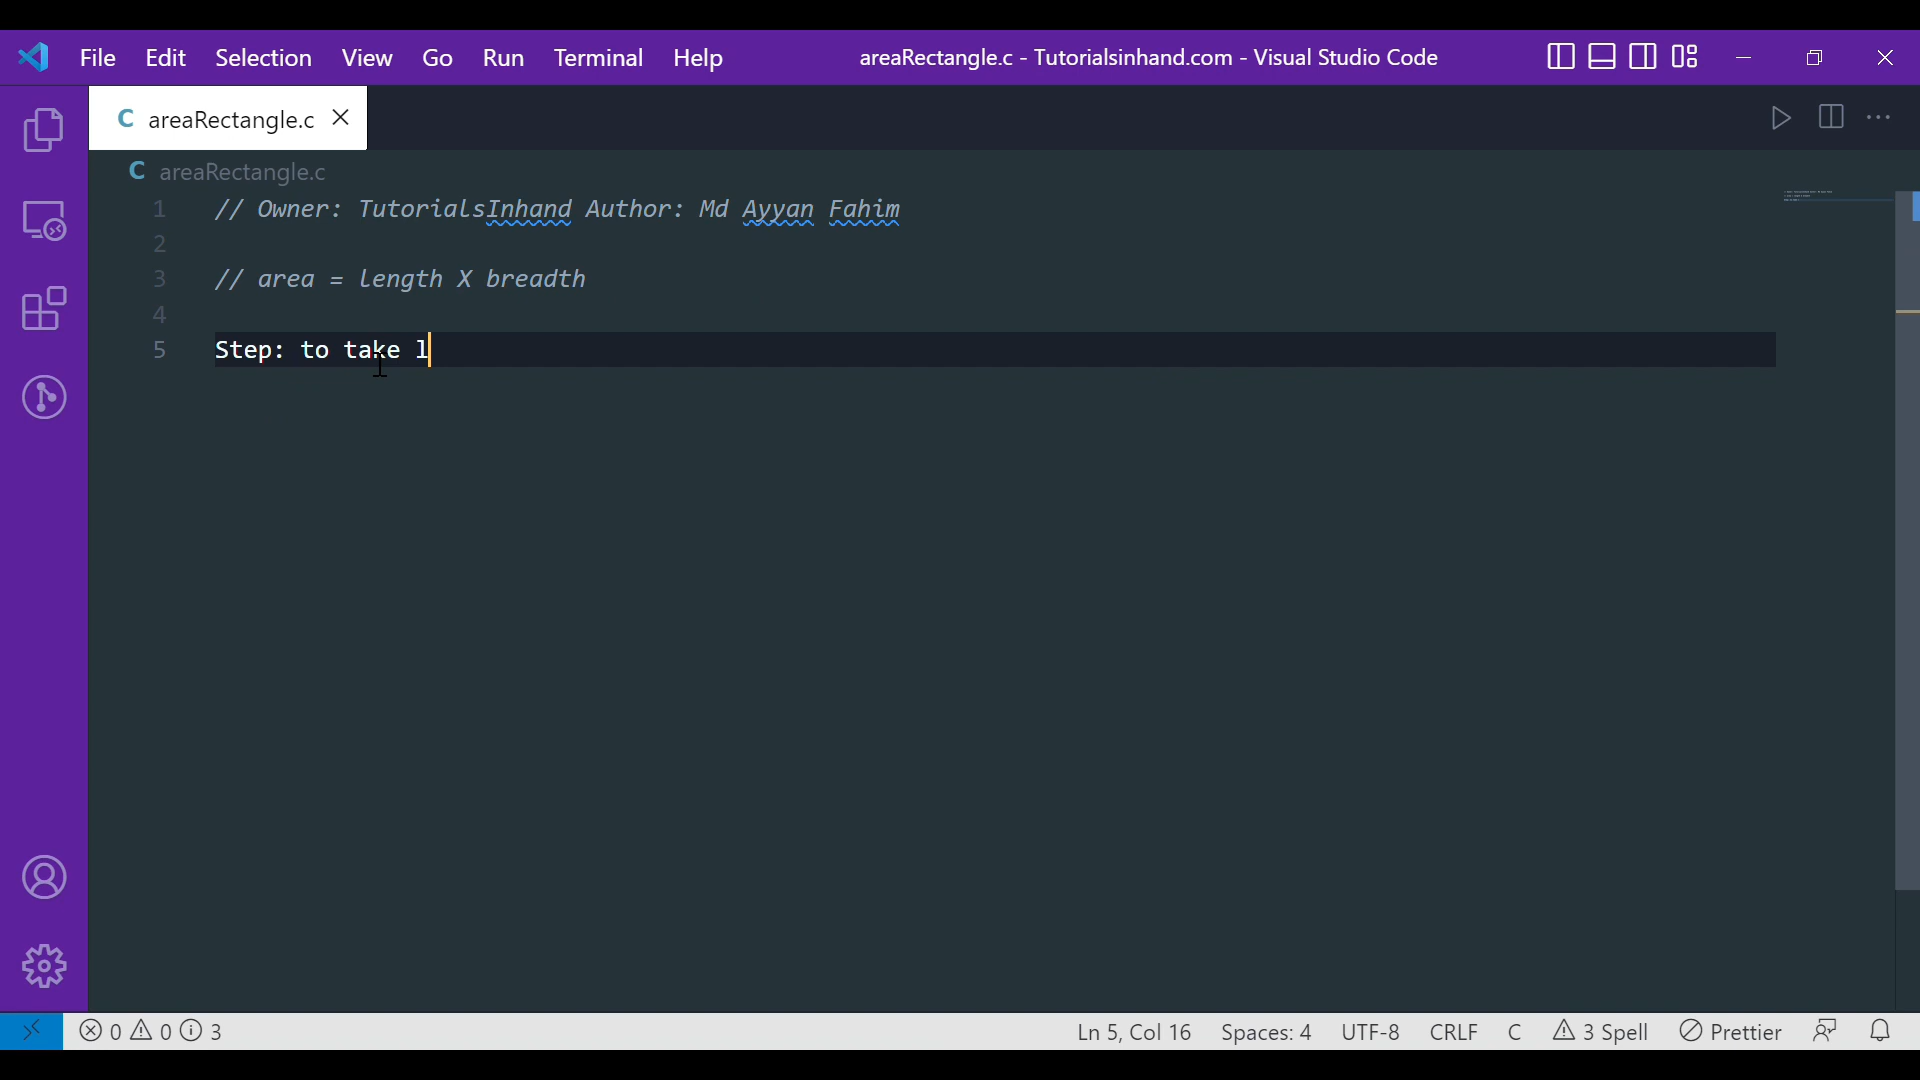 File Edit Selection View Go Run Terminal Help areaRectangle.c - Tutorialsinhand.com - Visual Studio Code
C areaRectangle.c
C areaRectangle.c
1 // Owner: TutorialsInhand Author: Md Ayyan Fahim
2
3 // area = length X breadth
4
5 Step: to take l
0 0 3 Ln 5, Col 16 Spaces: 4 UTF-8 CRLF C 3 Spell Prettier